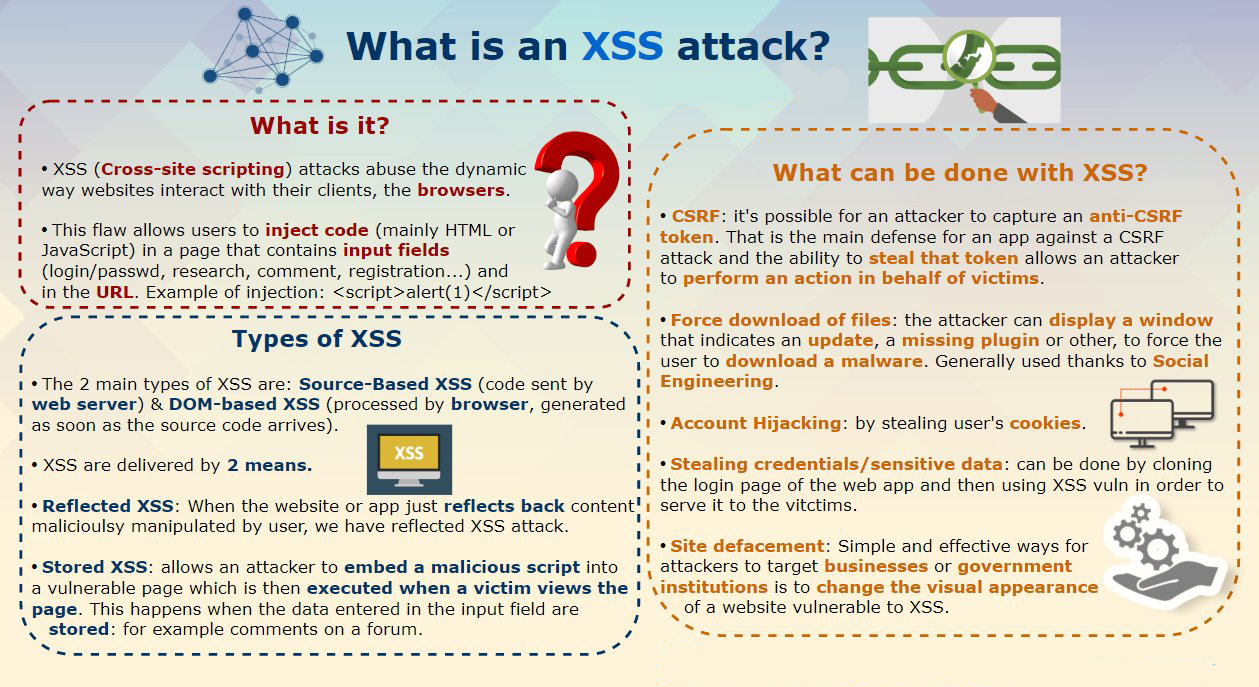 What is an XSS attack?
What is it?
• XSS (Cross-site scripting) attacks abuse the dynamic
way websites interact with their clients, the browsers.
• This flaw allows users to inject code (mainly HTML or
JavaScript) in a page that contains input fields
(login/passwd, research, comment, registration...) and
in the URL. Example of injection: <script>alert(1)</script>
Types of XSS
• The 2 main types of XSS are: Source-Based XSS (code sent by
web server) & DOM-based XSS (processed by browser, generated
as soon as the source code arrives).
XSS
• XSS are delivered by 2 means.
• Reflected XSS: When the website or app just reflects back content
malicioulsy manipulated by user, we have reflected XSS attack.
• Stored XSS: allows an attacker to embed a malicious script into
a vulnerable page which is then executed when a victim views the
page. This happens when the data entered in the input field are
stored: for example comments on a forum.
What can be done with XSS?
• CSRF: it's possible for an attacker to capture an anti-CSRF
token. That is the main defense for an app against a CSRF
attack and the ability to steal that token allows an attacker
to perform an action in behalf of victims.
• Force download of files: the attacker can display a window
that indicates an update, a missing plugin or other, to force the
user to download a malware. Generally used thanks to Social
Engineering.
• Account Hijacking: by stealing user's cookies.
• Stealing credentials/sensitive data: can be done by cloning
the login page of the web app and then using XSS vuln in order to
serve it to the vitctims.
• Site defacement: Simple and effective ways for
attackers to target businesses or government
institutions is to change the visual appearance
of a website vulnerable to XSS.